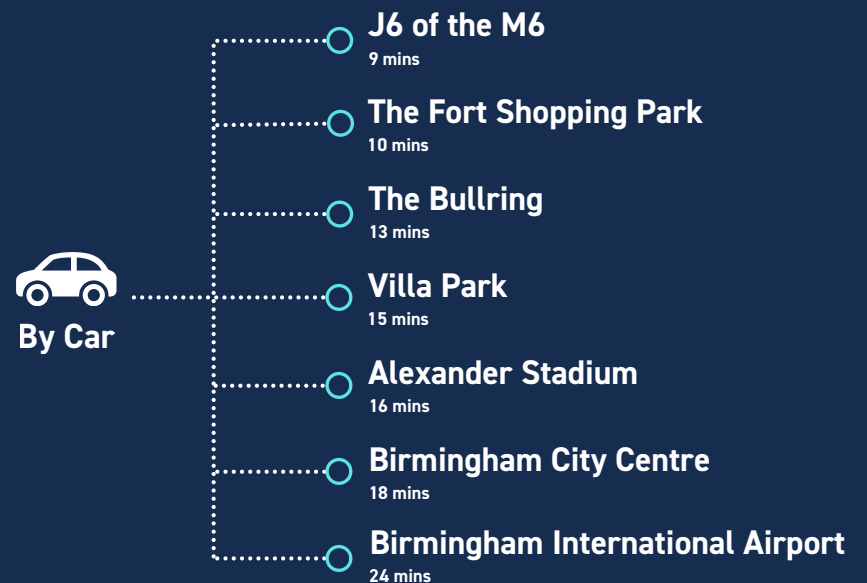 J6 of the M6
9 mins
The Fort Shopping Park
10 mins
The Bullring
13 mins
Villa Park
15 mins
By Car
Alexander Stadium
16 mins
Birmingham City Centre
18 mins
Birmingham International Airport
24 mins